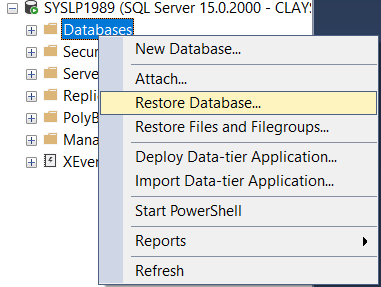 SYSLP1989 (SQL Server 15.0.2000 - CLAYS
Databases
New Database...
Secur
Attach...
Serve
Restore Database...
Repli
Restore Files and Filegroups...
PolyB
Deploy Data-tier Application...
Mana
Import Data-tier Application...
XEven
Start PowerShell
Reports
Refresh